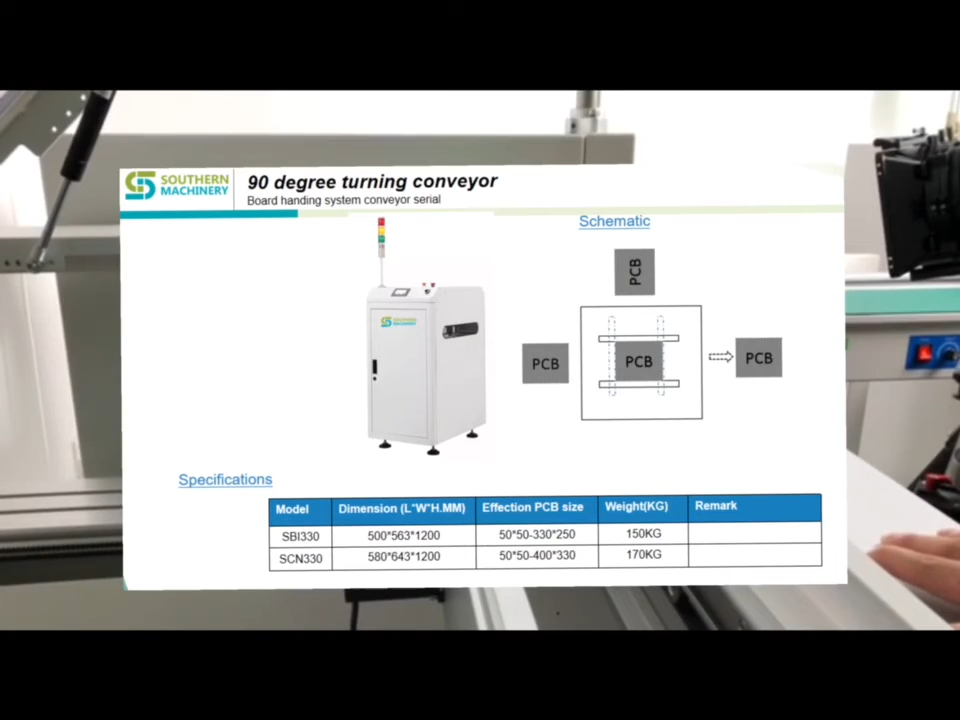 SOUTHERN
MACHINERY
90 degree turning conveyor
Board handing system conveyor serial
Schematic
PCB
SOUTHERN
MACHINERY
PCB
PCB
PCB
Specifications
Model Dimension (L*W*H.MM) Effection PCB size Weight(KG) Remark
SBI330 500*563*1200 50*50-330*250 150KG
SCN330 580*643*1200 50*50-400*330 170KG